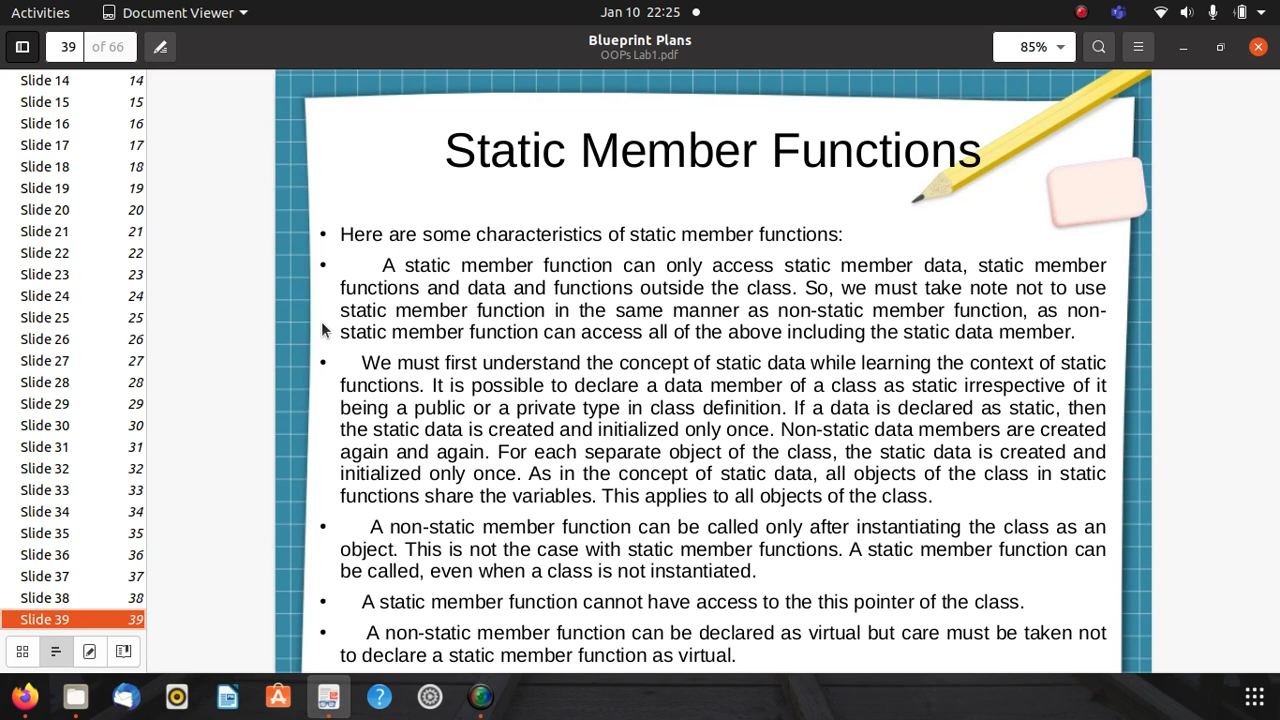 Activities
Document Viewer
Jan 10 22:25
39 of 66
Blueprint Plans
OOPs Lab1.pdf
85%
Slide 14 14
Slide 15 15
Slide 16 16
Slide 17 17
Slide 18 18
Slide 19 19
Slide 20 20
Slide 21 21
Slide 22 22
Slide 23 23
Slide 24 24
Slide 25 25
Slide 26 26
Slide 27 27
Slide 28 28
Slide 29 29
Slide 30 30
Slide 31 31
Slide 32 32
Slide 33 33
Slide 34 34
Slide 35 35
Slide 36 36
Slide 37 37
Slide 38 38
Slide 39 39
Static Member Functions
• Here are some characteristics of static member functions:
• A static member function can only access static member data, static member
functions and data and functions outside the class. So, we must take note not to use
static member function in the same manner as non-static member function, as non-
static member function can access all of the above including the static data member.
• We must first understand the concept of static data while learning the context of static
functions. It is possible to declare a data member of a class as static irrespective of it
being a public or a private type in class definition. If a data is declared as static, then
the static data is created and initialized only once. Non-static data members are created
again and again. For each separate object of the class, the static data is created and
initialized only once. As in the concept of static data, all objects of the class in static
functions share the variables. This applies to all objects of the class.
• A non-static member function can be called only after instantiating the class as an
object. This is not the case with static member functions. A static member function can
be called, even when a class is not instantiated.
• A static member function cannot have access to the this pointer of the class.
• A non-static member function can be declared as virtual but care must be taken not
to declare a static member function as virtual.